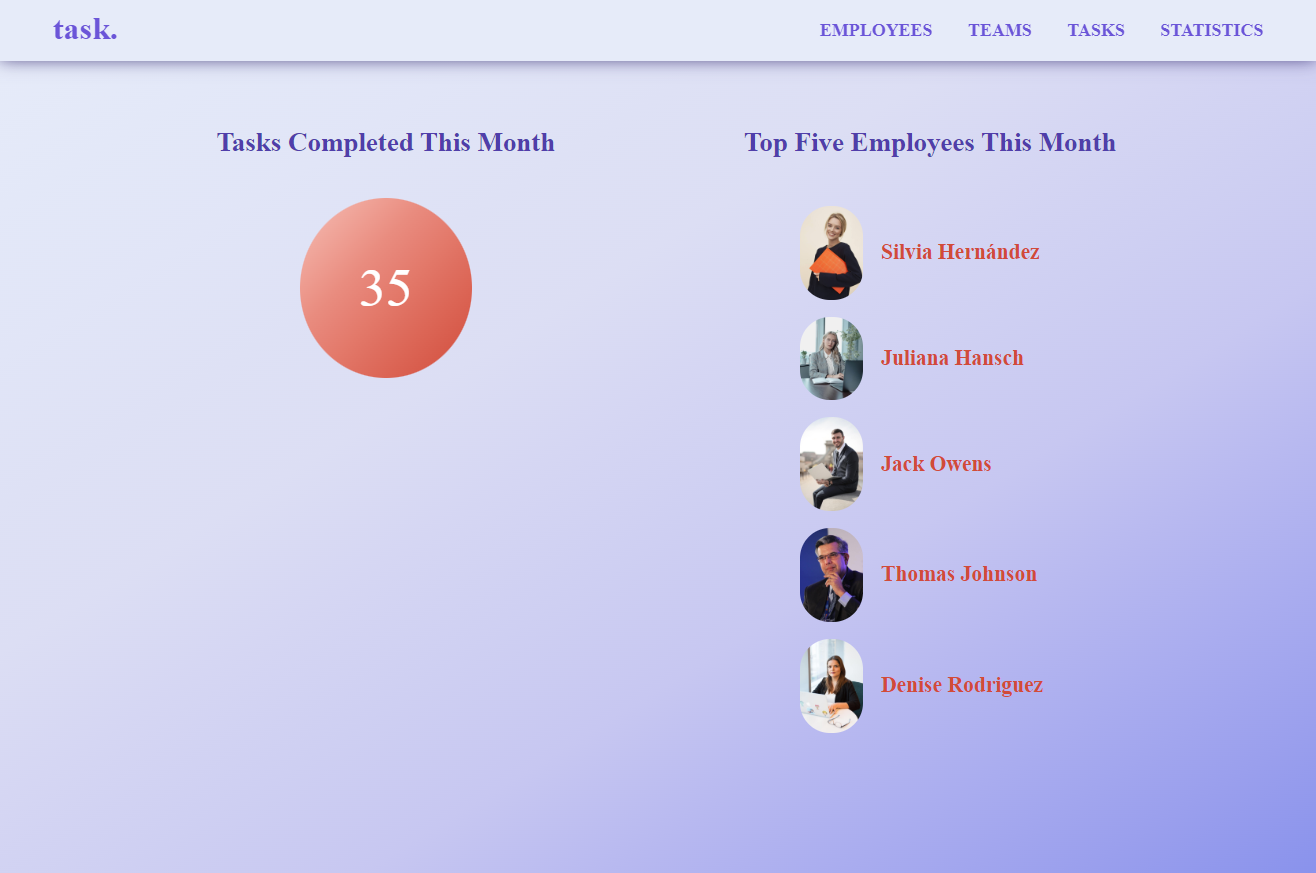 task.
EMPLOYEES TEAMS TASKS STATISTICS
Tasks Completed This Month
35
Top Five Employees This Month
Silvia Hernández
Juliana Hansch
Jack Owens
Thomas Johnson
Denise Rodriguez